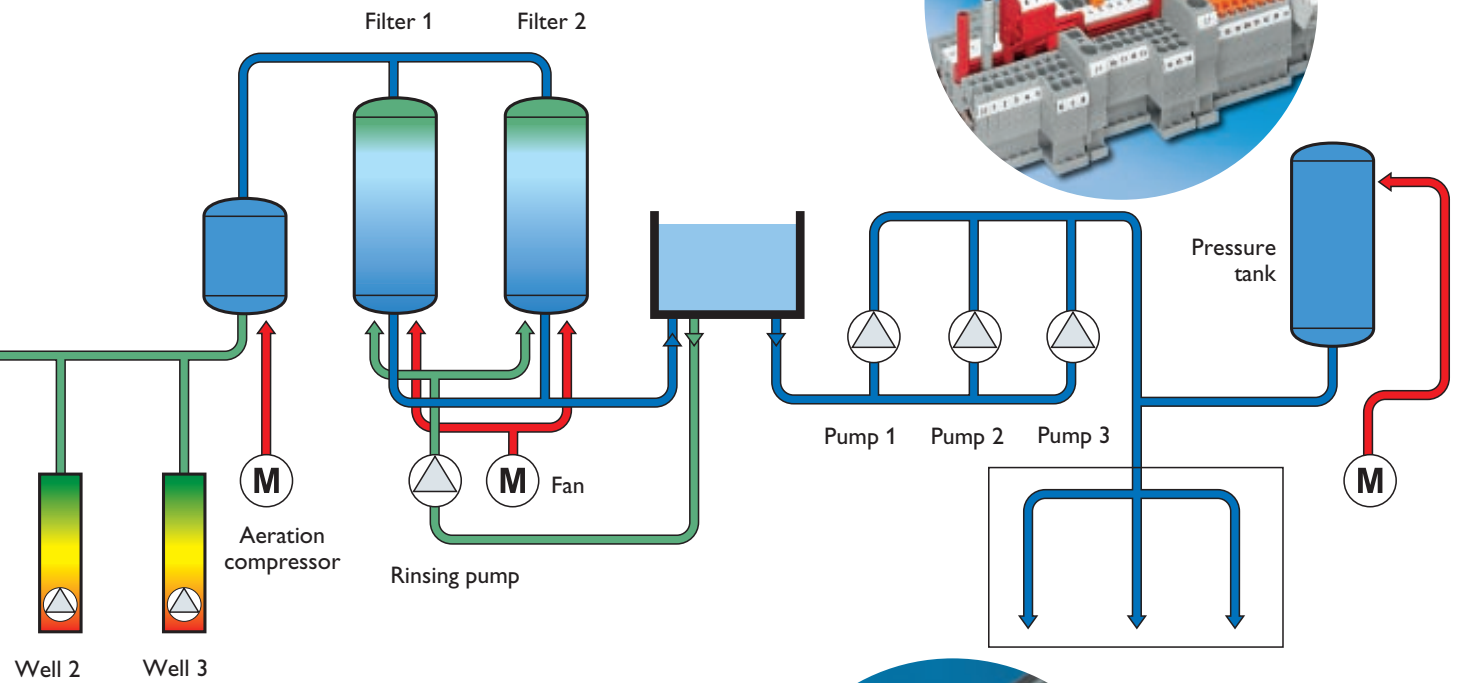 Filter 1
Filter 2
Pressure
tank
Pump 1
Pump 2
Pump 3
M
M
Fan
M
Aeration
compressor
Rinsing pump
Well 2
Well 3